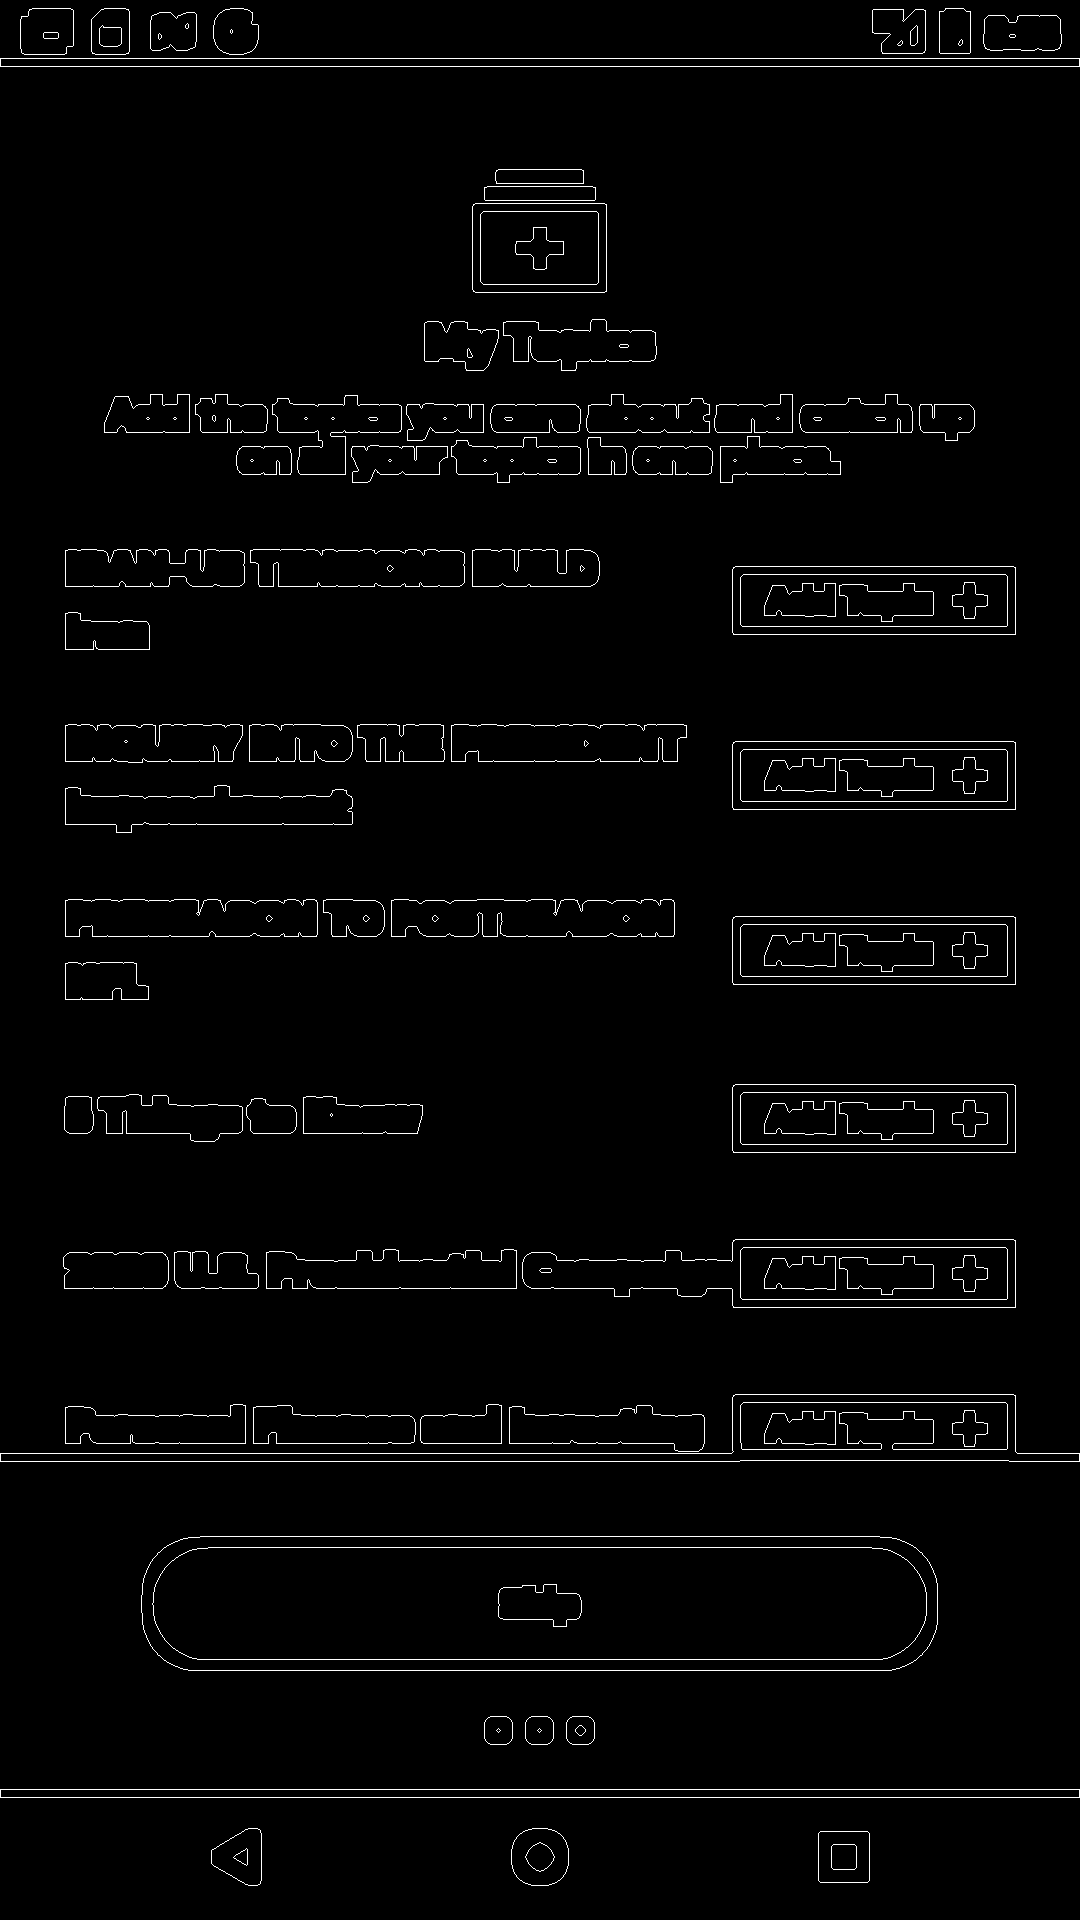 My Topics
Add the topics you care about and catch up
on all your topics in one place.
IRAN-US TENSIONS BUILD
Iran
Add Topic +
INQUIRY INTO THE PRESIDENT
Impeachment
Add Topic +
PRESEASON TO POSTSEASON
NFL
Add Topic +
5 Things to Know
Add Topic +
2020 U.S. Presidential Campaign
Add Topic +
Personal Finance and Investing
Add Topic +
Skip